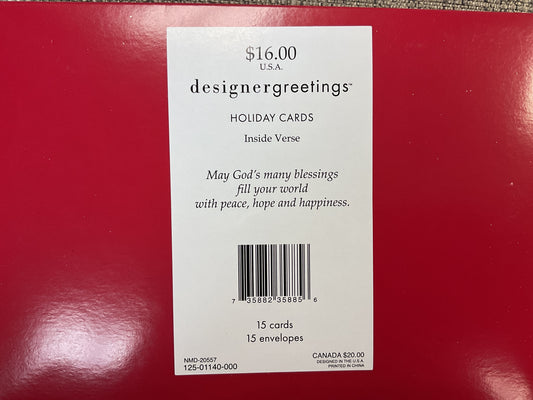 $16.00
U.S.A.
designergreetings™
HOLIDAY CARDS
Inside Verse
May God's many blessings
fill your world
with peace, hope and happiness.
7 35882 35885 6
15 cards
15 envelopes
NMD-20557
125-01140-000
CANADA $20.00
DESIGNED IN THE U.S.A.
PRINTED IN CHINA